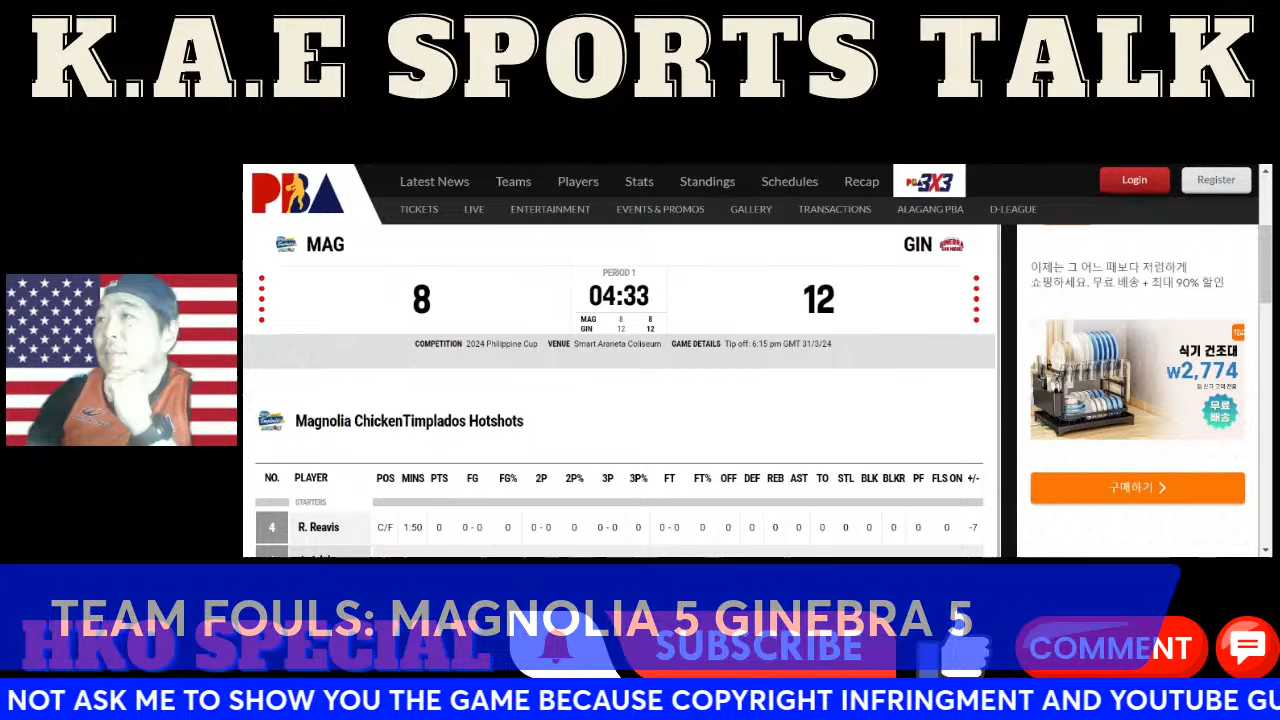 K.A.E SPORTS TALK
PBA
Latest News Teams Players Stats Standings Schedules Recap PBA 3X3 Login Register
TICKETS LIVE ENTERTAINMENT EVENTS & PROMOS GALLERY TRANSACTIONS ALAGANG PBA D-LEAGUE
MAG GIN
PERIOD 1
8 04:33 12
MAG 8 8
GIN 12 12
COMPETITION 2024 Philippine Cup VENUE Smart Araneta Coliseum GAME DETAILS Tip off: 6:15 pm GMT 31/3/24
Magnolia ChickenTimplados Hotshots
NO. PLAYER POS MINS PTS FG FG% 2P 2P% 3P 3P% FT FT% OFF DEF REB AST TO STL BLK BLKR PF FLS ON +/-
STARTERS
4 R. Reavis C/F 1:50 0 0 - 0 0 0 - 0 0 0 - 0 0 0 - 0 0 0 0 0 0 0 0 0 0 0 0 -7
이제는 그 어느 때보다 저렴하게
쇼핑하세요. 무료 배송 + 최대 90% 할인
식기 건조대
₩2,774
무료
배송
구매하기
TEAM FOULS: MAGNOLIA 5 GINEBRA 5
HKO SPECIAL SUBSCRIBE COMMENT
NOT ASK ME TO SHOW YOU THE GAME BECAUSE COPYRIGHT INFRINGMENT AND YOUTUBE GU